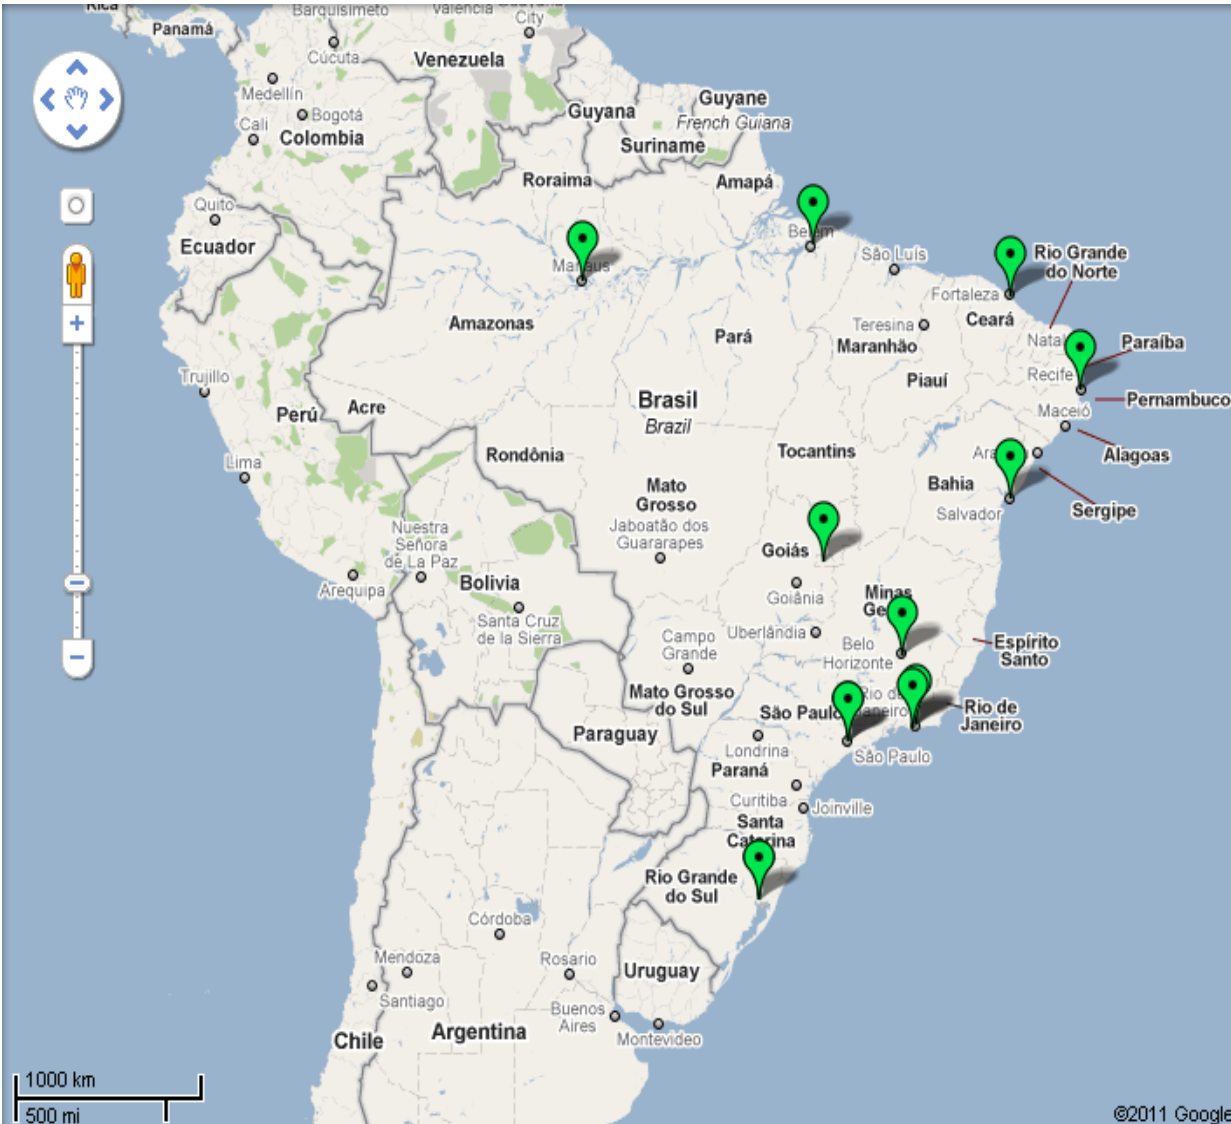 Rica
Barquisimeto
Valencia
City
Panamá
Cúcuta
Venezuela
Medellín
Bogotá
Guyana
Guyane
French Guiana
Cali
Colombia
Suriname
Roraima
Amapá
Quito
Ecuador
Belém
Manaus
São Luís
Rio Grande
do Norte
Fortaleza
Amazonas
Pará
Teresina
Ceará
Maranhão
Natal
Paraíba
Trujillo
Piauí
Recife
Perú
Acre
Brasil
Brazil
Pernambuco
Maceió
Lima
Rondônia
Tocantins
Alagoas
Mato
Grosso
Bahia
Salvador
Sergipe
Nuestra
Señora
de La Paz
Jaboatão dos
Guararapes
Goiás
Arequipa
Bolivia
Goiânia
Minas
Santa Cruz
de la Sierra
Uberlândia
Campo
Grande
Belo
Horizonte
Espírito
Santo
Mato Grosso
do Sul
São Paulo
Rio de
Janeiro
Rio de
Janeiro
Paraguay
Londrina
São Paulo
Paraná
Curitiba
Joinville
Santa
Catarina
Rio Grande
do Sul
Córdoba
Mendoza
Rosario
Uruguay
Santiago
Buenos
Aires
Chile
Argentina
Montevideo
1000 km
500 mi
©2011 Google